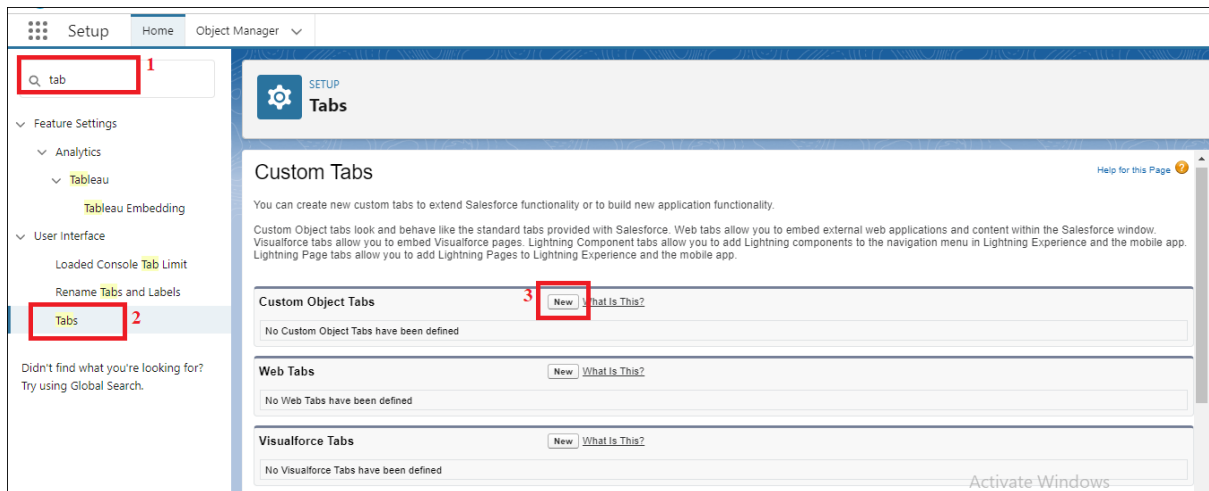 Setup
Home
Object Manager
1
tab
Feature Settings
Analytics
Tableau
Tableau Embedding
User Interface
Loaded Console Tab Limit
Rename Tabs and Labels
Tabs
2
Didn't find what you're looking for?
Try using Global Search.
SETUP
Tabs
Custom Tabs
Help for this Page ?
You can create new custom tabs to extend Salesforce functionality or to build new application functionality.
Custom Object tabs look and behave like the standard tabs provided with Salesforce. Web tabs allow you to embed external web applications and content within the Salesforce window.
Visualforce tabs allow you to embed Visualforce pages. Lightning Component tabs allow you to add Lightning components to the navigation menu in Lightning Experience and the mobile app.
Lightning Page tabs allow you to add Lightning Pages to Lightning Experience and the mobile app.
Custom Object Tabs
3
New
What Is This?
No Custom Object Tabs have been defined
Web Tabs
New
What Is This?
No Web Tabs have been defined
Visualforce Tabs
New
What Is This?
No Visualforce Tabs have been defined
Activate Windows